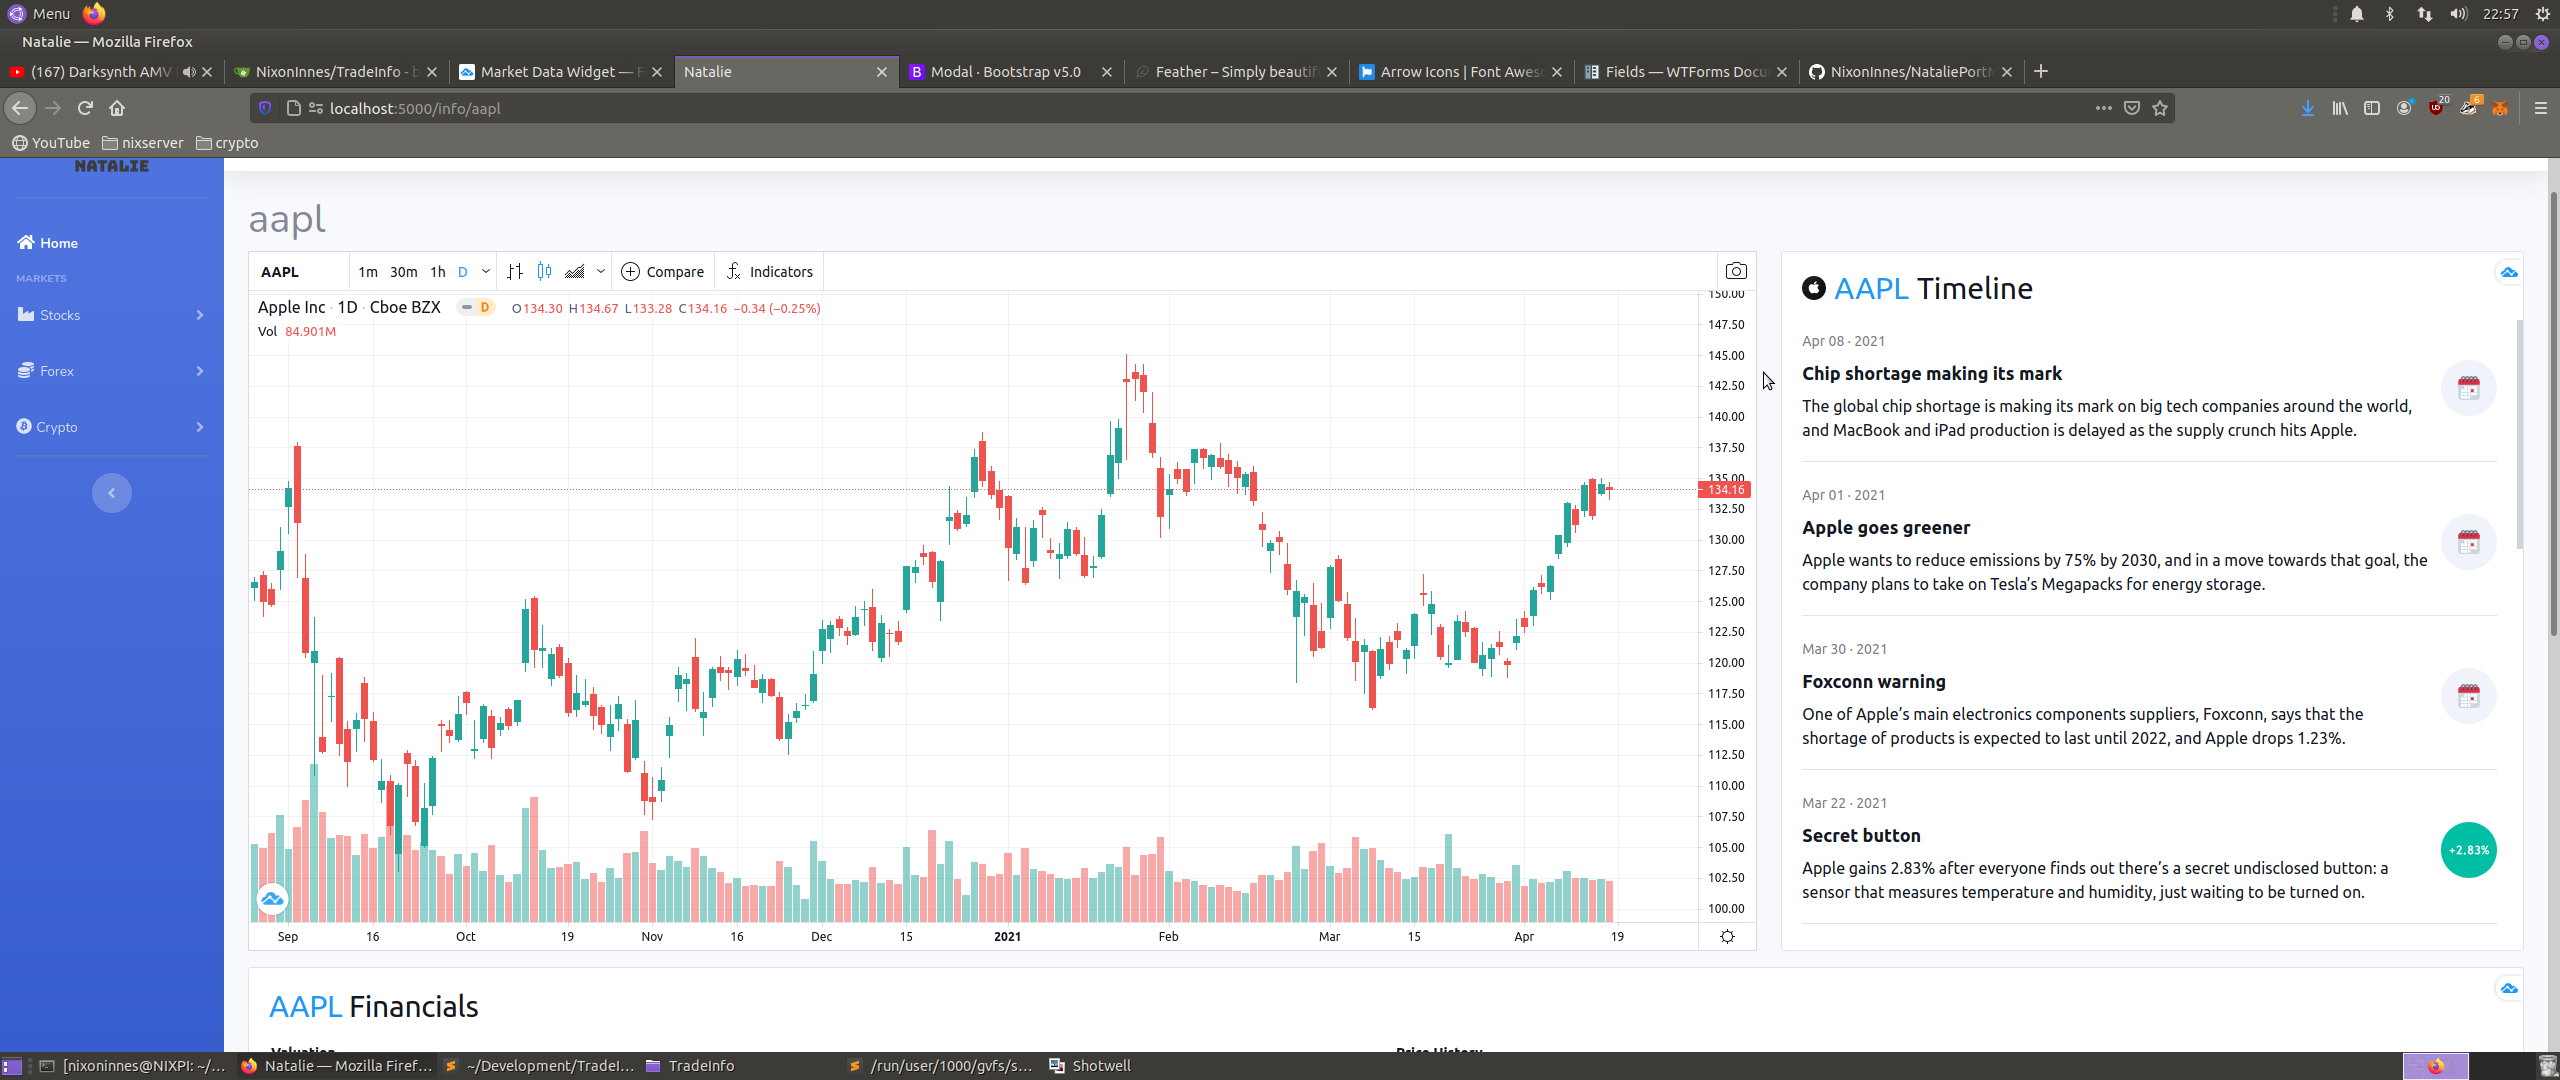 Menu
22:57
Natalie — Mozilla Firefox
(167) Darksynth AMV
NixonInnes/TradeInfo - b
Market Data Widget — F
Natalie
Modal · Bootstrap v5.0
Feather – Simply beautif
Arrow Icons | Font Awes
Fields — WTForms Docu
NixonInnes/NataliePortM
localhost:5000/info/aapl
20
6
YouTube
nixserver
crypto
NATALIE
Home
MARKETS
Stocks
Forex
Crypto
aapl
AAPL
1m 30m 1h D
Compare
Indicators
Apple Inc · 1D · Cboe BZX
D
O134.30 H134.67 L133.28 C134.16 −0.34 (−0.25%)
Vol 84.901M
150.00
147.50
145.00
142.50
140.00
137.50
135.00
134.16
132.50
130.00
127.50
125.00
122.50
120.00
117.50
115.00
112.50
110.00
107.50
105.00
102.50
100.00
Sep 16 Oct 19 Nov 16 Dec 15 2021 Feb Mar 15 Apr 19
AAPL Timeline
Apr 08 · 2021
Chip shortage making its mark
The global chip shortage is making its mark on big tech companies around the world,
and MacBook and iPad production is delayed as the supply crunch hits Apple.
Apr 01 · 2021
Apple goes greener
Apple wants to reduce emissions by 75% by 2030, and in a move towards that goal, the
company plans to take on Tesla’s Megapacks for energy storage.
Mar 30 · 2021
Foxconn warning
One of Apple’s main electronics components suppliers, Foxconn, says that the
shortage of products is expected to last until 2022, and Apple drops 1.23%.
Mar 22 · 2021
Secret button
+2.83%
Apple gains 2.83% after everyone finds out there’s a secret undisclosed button: a
sensor that measures temperature and humidity, just waiting to be turned on.
AAPL Financials
Valuation
Price History
[nixoninnes@NIXPI: ~/...
Natalie — Mozilla Firef...
~/Development/TradeI...
TradeInfo
/run/user/1000/gvfs/s...
Shotwell